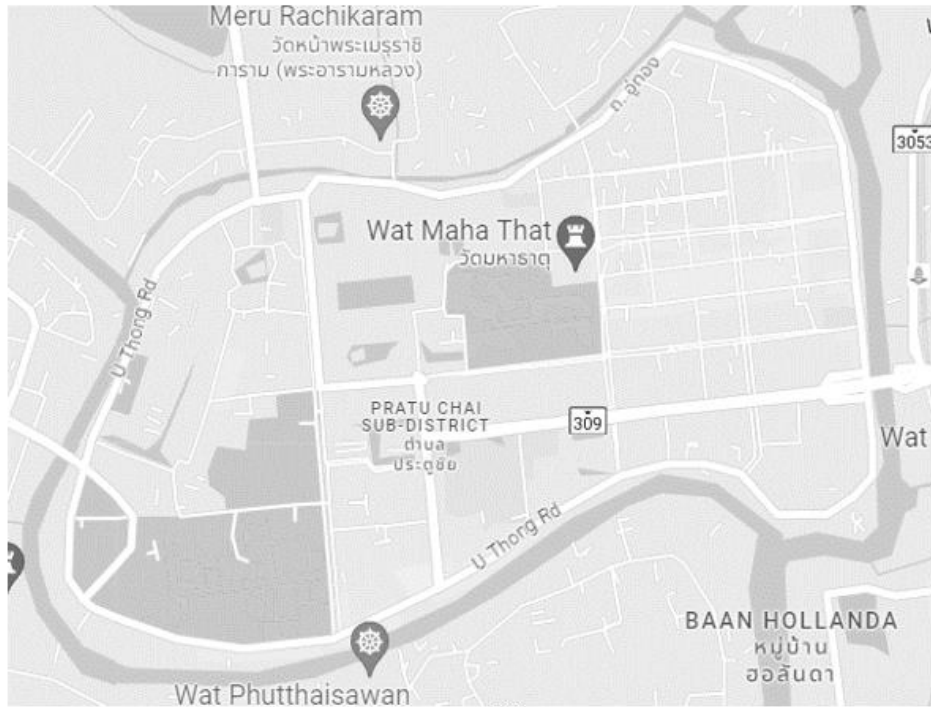 Meru Rachikaram
วัดหน้าพระเมรุราชิ
การาม (พระอารามหลวง)
ถ. อู่ทอง
3053
Wat Maha That
วัดมหาธาตุ
U Thong Rd
PRATU CHAI
SUB-DISTRICT
ตำบล
ประตูชัย
309
Wat
U Thong Rd
BAAN HOLLANDA
หมู่บ้าน
ฮอลันดา
Wat Phutthaisawan